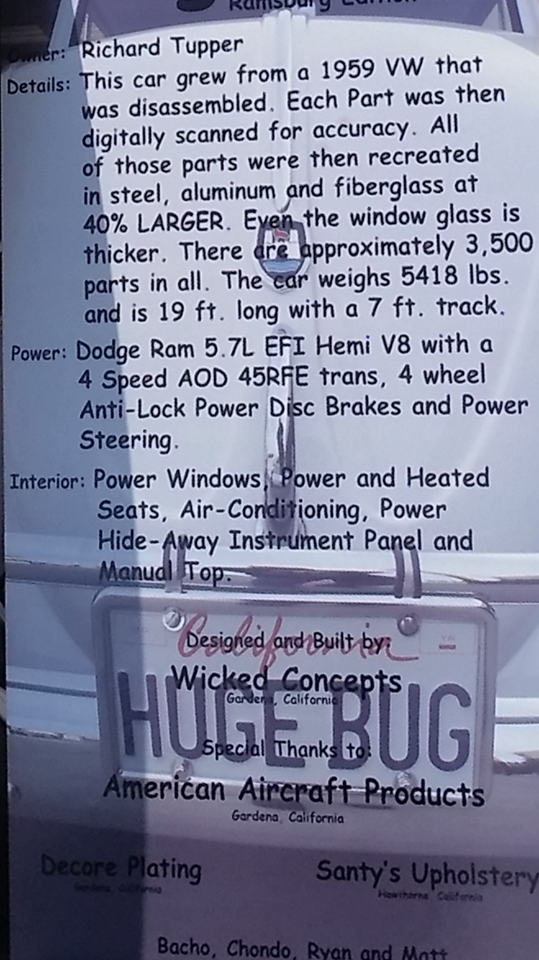 Ramsburg Edition
Owner: Richard Tupper
Details: This car grew from a 1959 VW that
was disassembled. Each Part was then
digitally scanned for accuracy. All
of those parts were then recreated
in steel, aluminum and fiberglass at
40% LARGER. Even the window glass is
thicker. There are approximately 3,500
parts in all. The car weighs 5418 lbs.
and is 19 ft. long with a 7 ft. track.
Power: Dodge Ram 5.7L EFI Hemi V8 with a
4 Speed AOD 45RFE trans, 4 wheel
Anti-Lock Power Disc Brakes and Power
Steering.
Interior: Power Windows, Power and Heated
Seats, Air-Conditioning, Power
Hide-Away Instrument Panel and
Manual Top.
California
Designed and Built by:
Wicked Concepts
Gardena, California
HUGE BUG
Special Thanks to:
American Aircraft Products
Gardena, California
Decore Plating
Gardena, California
Santy's Upholstery
Hawthorne, California
Bacho, Chondo, Ryan and Matt